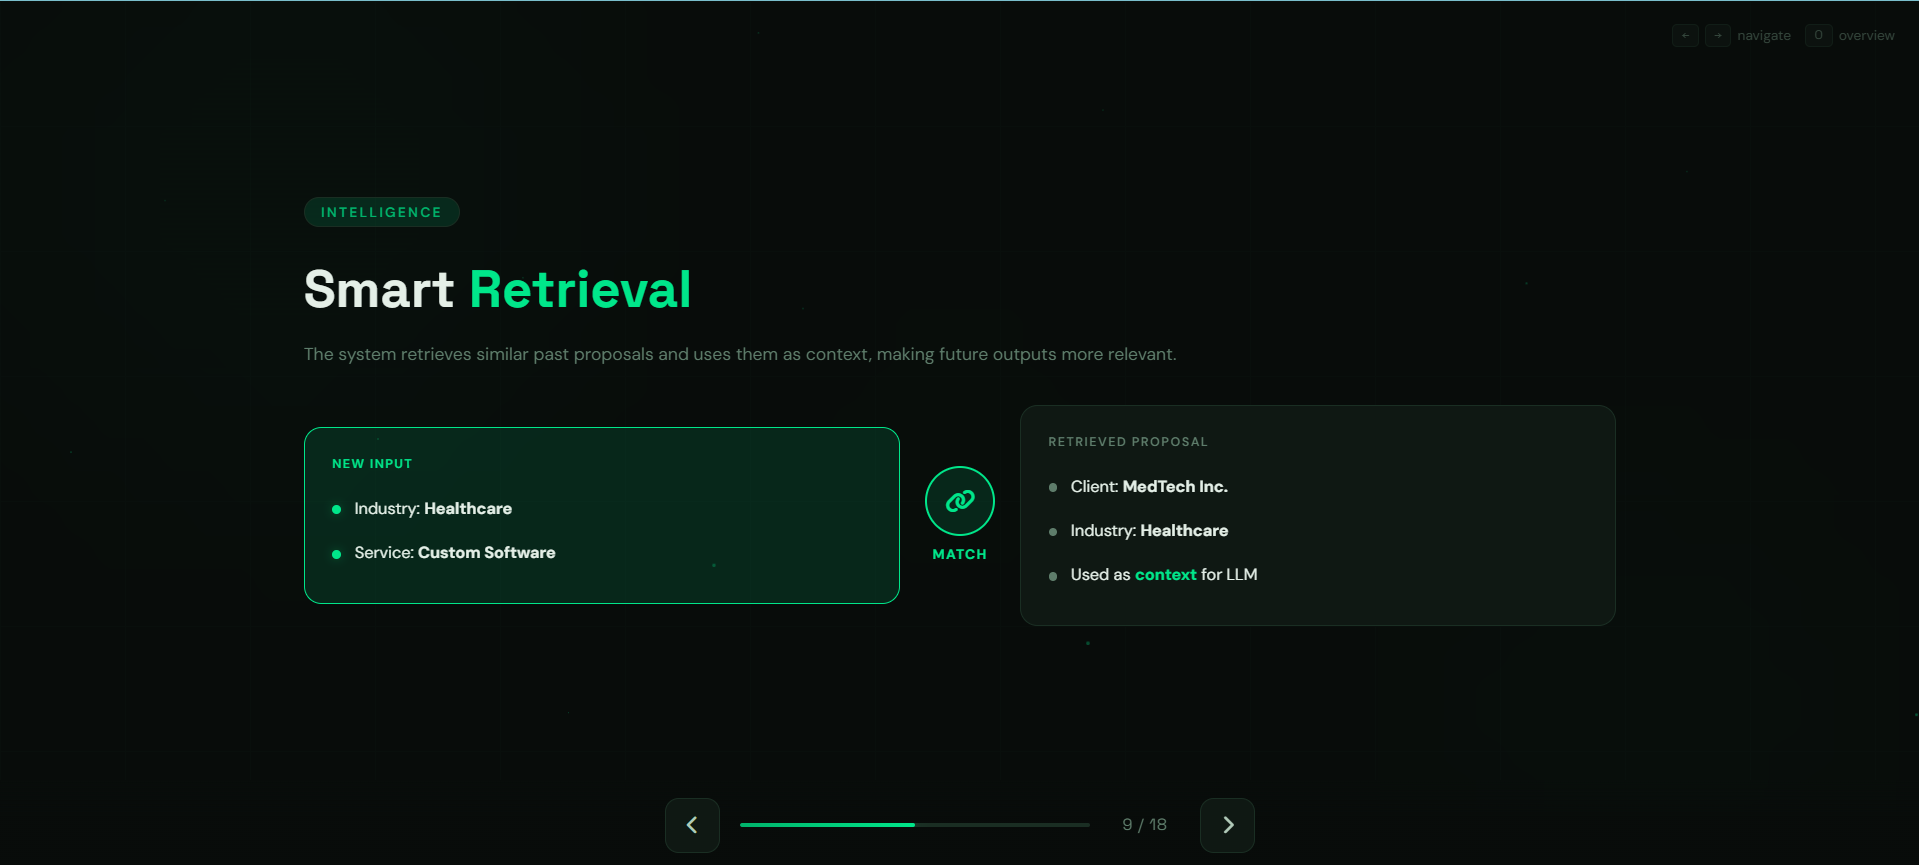 ← → navigate O overview
INTELLIGENCE
Smart Retrieval
The system retrieves similar past proposals and uses them as context, making future outputs more relevant.
NEW INPUT
Industry: Healthcare
Service: Custom Software
MATCH
RETRIEVED PROPOSAL
Client: MedTech Inc.
Industry: Healthcare
Used as context for LLM
9 / 18